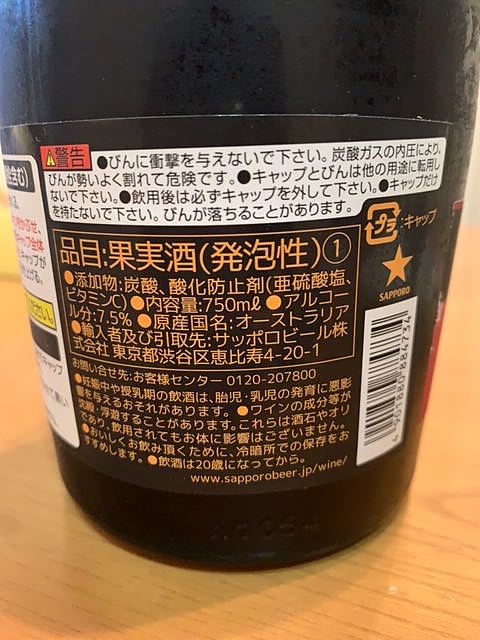 警告 ●びんに衝撃を与えないで下さい。炭酸ガスの内圧により、
びんが勢いよく割れて危険です。●キャップとびんは他の用途に転用し
ないで下さい。●飲用後は必ずキャップを外して下さい。●キャップだけ
を持たないで下さい。びんが落ちることがあります。
プラ :キャップ
品目:果実酒(発泡性)①
●添加物:炭酸、酸化防止剤(亜硫酸塩、
ビタミンC)●内容量:750mℓ●アルコー
ル分:7.5%●原産国名:オーストラリア
●輸入者及び引取先:サッポロビール株
式会社 東京都渋谷区恵比寿4-20-1
SAPPORO
お問い合せ先:お客様センター 0120-207800
●妊娠中や授乳期の飲酒は、胎児・乳児の発育に悪影
響を与えるおそれがあります。●ワインの成分等が
沈殿、浮遊することがあります。これらは酒石やオリ
であり、飲用されてもお体に影響はございません。
●おいしくお飲み頂くために、冷暗所での保存をお
すすめします。●飲酒は20歳になってから。
www.sapporobeer.jp/wine/
4 901880 884734